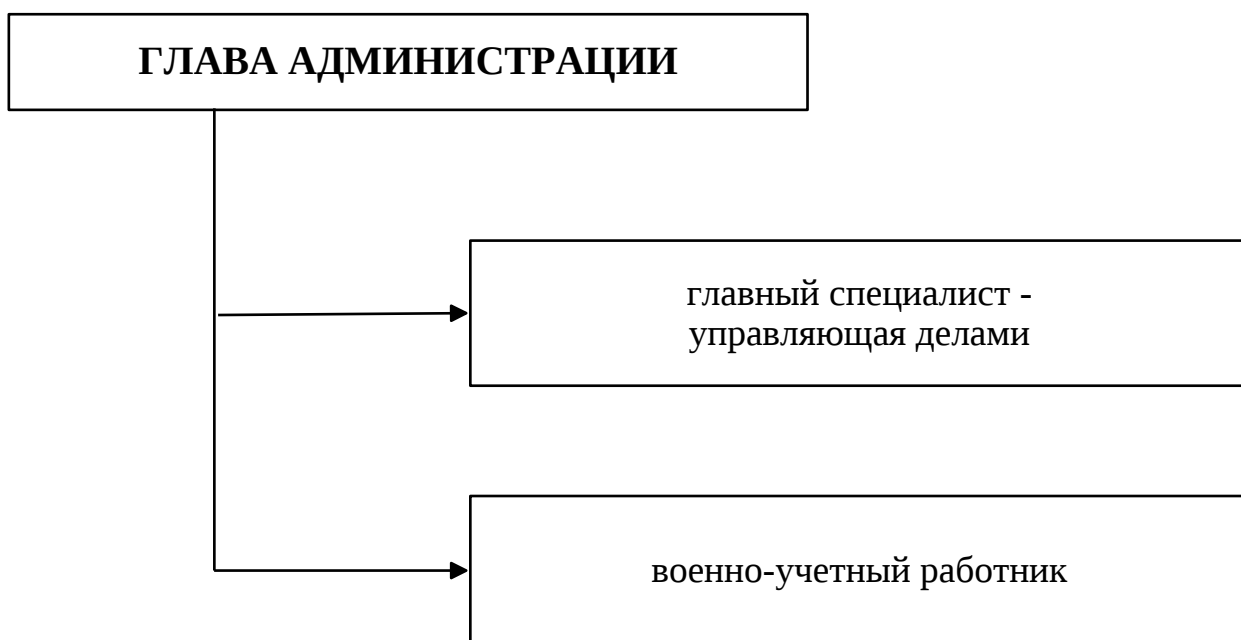 ГЛАВА АДМИНИСТРАЦИИ
главный специалист -
управляющая делами
военно-учетный работник